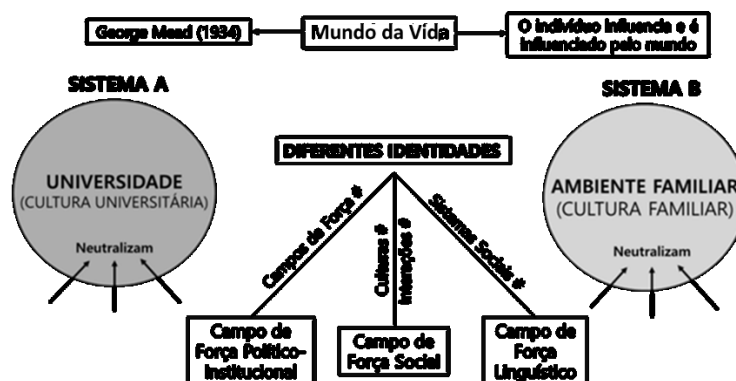 George Mead (1934)
Mundo da Vida
O indivíduo influencia e é
influenciado pelo mundo
SISTEMA A
SISTEMA B
UNIVERSIDADE
(CULTURA UNIVERSITÁRIA)
Neutralizam
DIFERENTES IDENTIDADES
Campos de Força #
Culturas #
Interações #
Sistemas Sociais #
AMBIENTE FAMILIAR
(CULTURA FAMILIAR)
Neutralizam
Campo de
Força Político-
Institucional
Campo de
Força Social
Campo de
Força
Linguístico